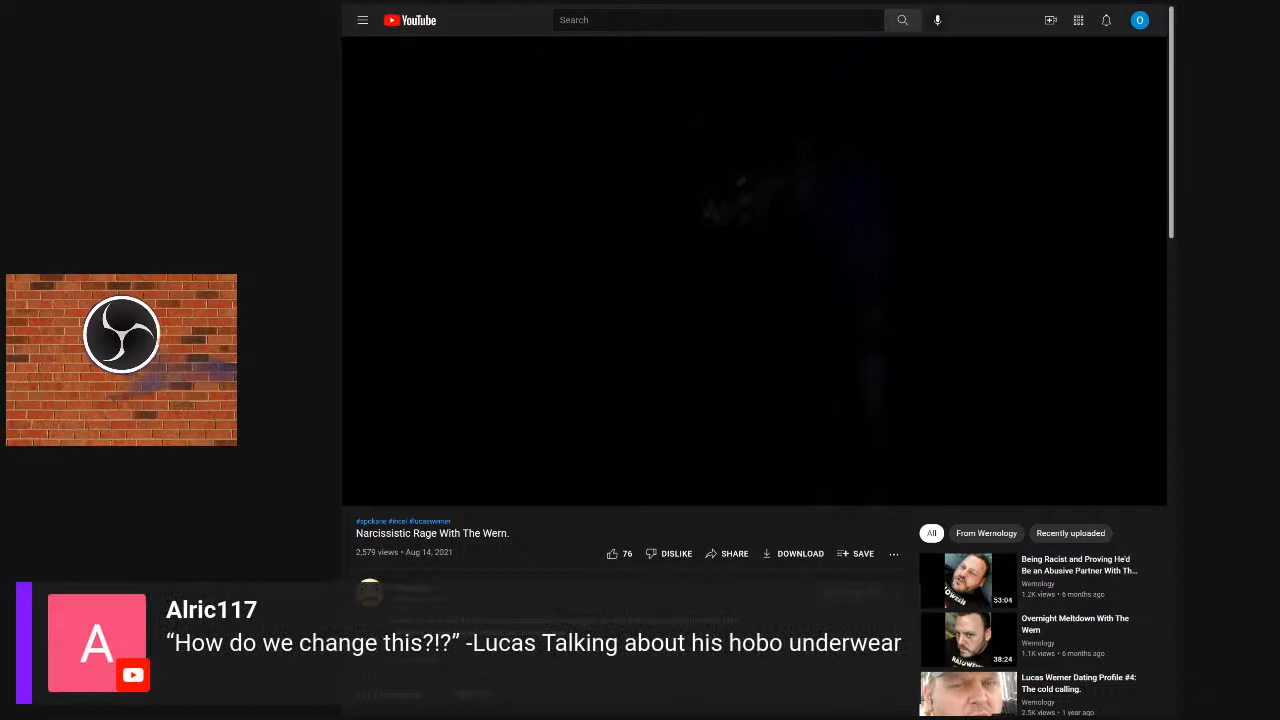 YouTube
Search
O
#spokane #incel #lucaswerner
Narcissistic Rage With The Wern.
2,579 views • Aug 14, 2021
76
DISLIKE
SHARE
DOWNLOAD
SAVE
All
From Wernology
Recently uploaded
Being Racist and Proving He'd
Be an Abusive Partner With Th...
Wernology
1.2K views • 6 months ago
53:04
Overnight Meltdown With The
Wern
Wernology
1.1K views • 6 months ago
38:24
Lucas Werner Dating Profile #4:
The cold calling.
Wernology
2.5K views • 1 year ago
A
Alric117
“How do we change this?!?” -Lucas Talking about his hobo underwear